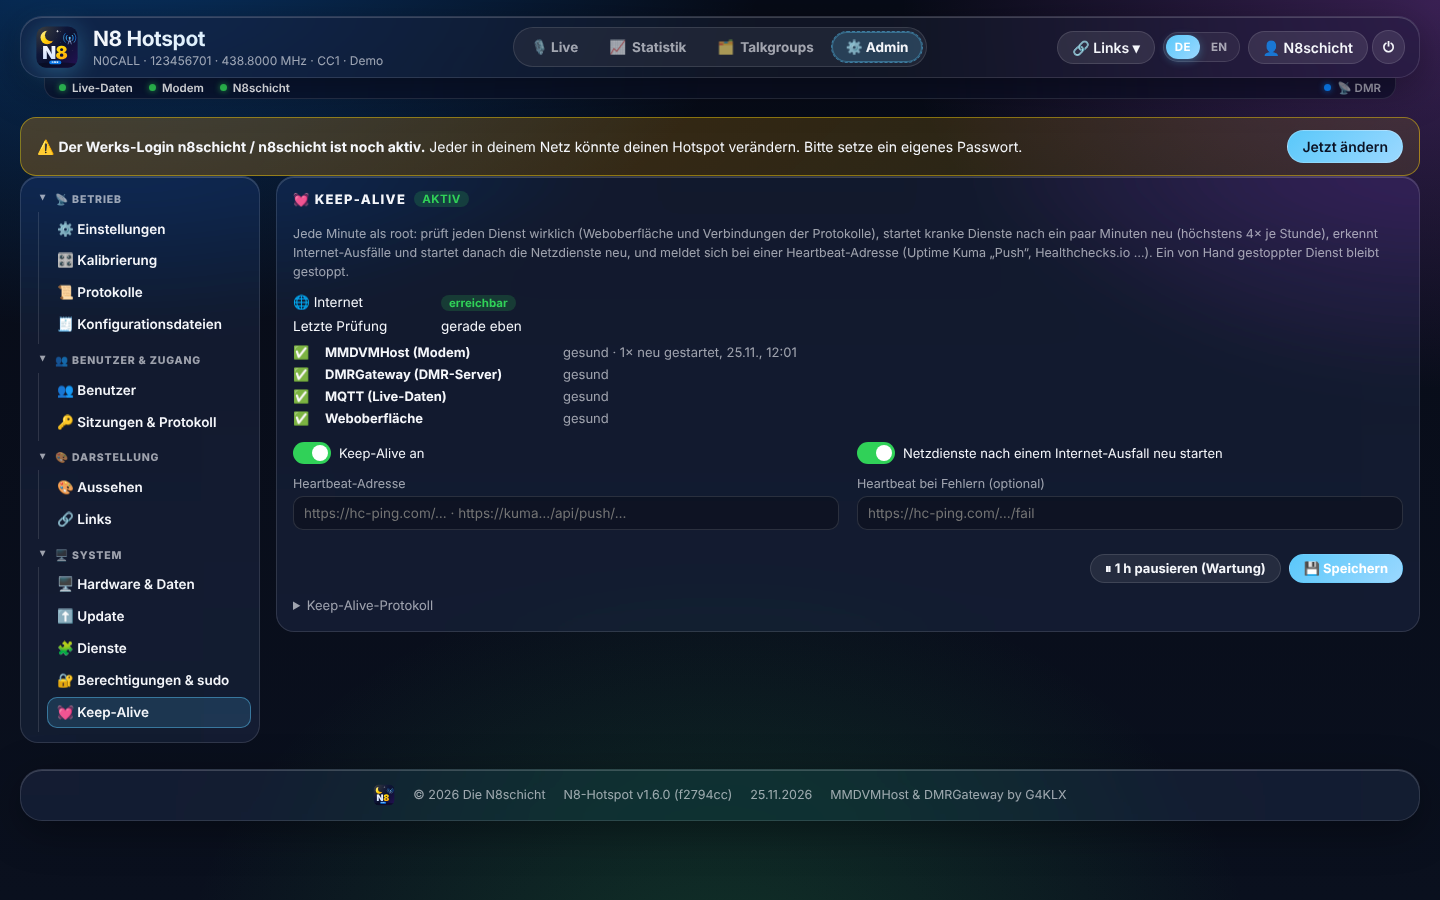 N8 Hotspot
N0CALL · 123456701 · 438.8000 MHz · CC1 · Demo
Live
Statistik
Talkgroups
Admin
Links ▾
DE
EN
N8schicht
Live-Daten
Modem
N8schicht
DMR
Der Werks-Login n8schicht / n8schicht ist noch aktiv. Jeder in deinem Netz könnte deinen Hotspot verändern. Bitte setze ein eigenes Passwort.
Jetzt ändern
BETRIEB
Einstellungen
Kalibrierung
Protokolle
Konfigurationsdateien
BENUTZER & ZUGANG
Benutzer
Sitzungen & Protokoll
DARSTELLUNG
Aussehen
Links
SYSTEM
Hardware & Daten
Update
Dienste
Berechtigungen & sudo
Keep-Alive
KEEP-ALIVE AKTIV
Jede Minute als root: prüft jeden Dienst wirklich (Weboberfläche und Verbindungen der Protokolle), startet kranke Dienste nach ein paar Minuten neu (höchstens 4× je Stunde), erkennt
Internet-Ausfälle und startet danach die Netzdienste neu, und meldet sich bei einer Heartbeat-Adresse (Uptime Kuma „Push“, Healthchecks.io …). Ein von Hand gestoppter Dienst bleibt
gestoppt.
Internet erreichbar
Letzte Prüfung gerade eben
MMDVMHost (Modem) gesund · 1× neu gestartet, 25.11., 12:01
DMRGateway (DMR-Server) gesund
MQTT (Live-Daten) gesund
Weboberfläche gesund
Keep-Alive an
Netzdienste nach einem Internet-Ausfall neu starten
Heartbeat-Adresse
Heartbeat bei Fehlern (optional)
https://hc-ping.com/… · https://kuma…/api/push/…
https://hc-ping.com/…/fail
1 h pausieren (Wartung)
Speichern
Keep-Alive-Protokoll
© 2026 Die N8schicht N8-Hotspot v1.6.0 (f2794cc) 25.11.2026 MMDVMHost & DMRGateway by G4KLX